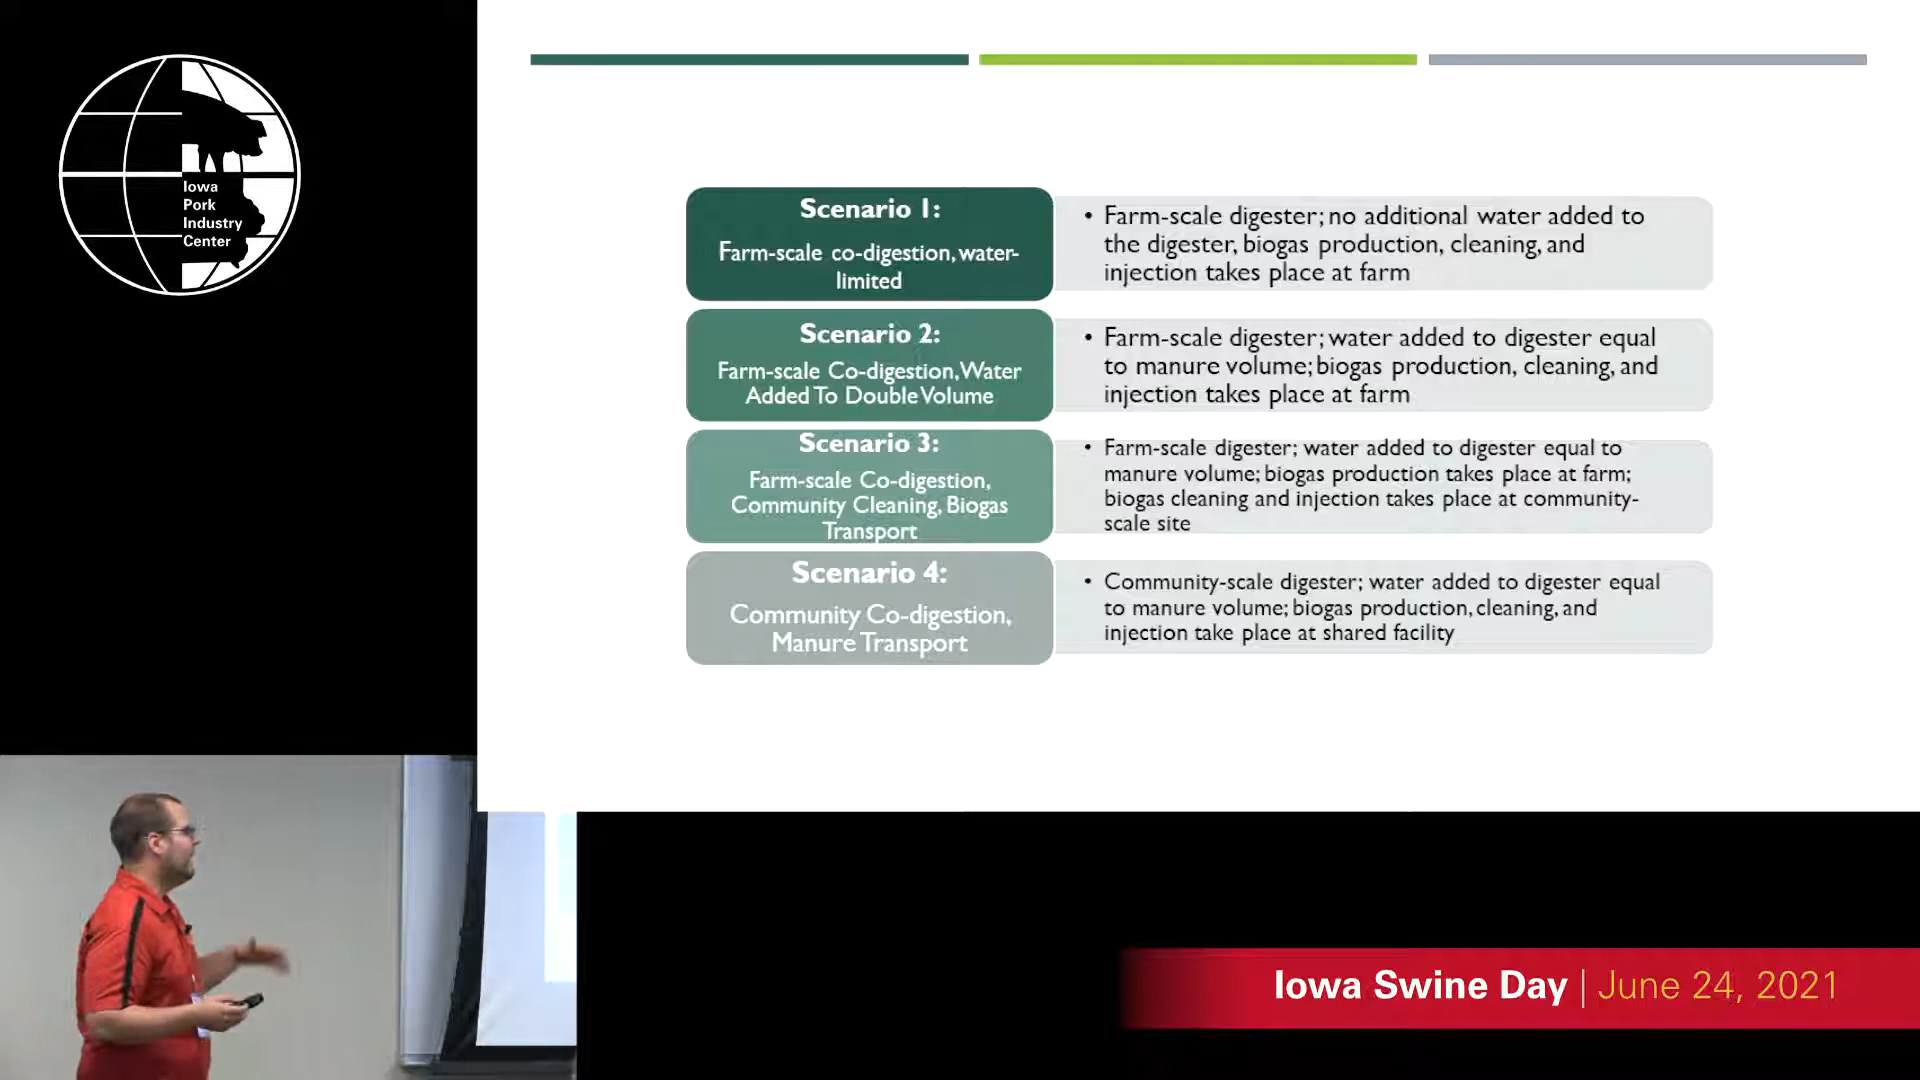 Iowa
Pork
Industry
Center
Scenario 1:
Farm-scale co-digestion, water-
limited
• Farm-scale digester; no additional water added to
the digester, biogas production, cleaning, and
injection takes place at farm
Scenario 2:
Farm-scale Co-digestion, Water
Added To Double Volume
• Farm-scale digester; water added to digester equal
to manure volume; biogas production, cleaning, and
injection takes place at farm
Scenario 3:
Farm-scale Co-digestion,
Community Cleaning, Biogas
Transport
• Farm-scale digester; water added to digester equal to
manure volume; biogas production takes place at farm;
biogas cleaning and injection takes place at community-
scale site
Scenario 4:
Community Co-digestion,
Manure Transport
• Community-scale digester; water added to digester equal
to manure volume; biogas production, cleaning, and
injection take place at shared facility
Iowa Swine Day | June 24, 2021